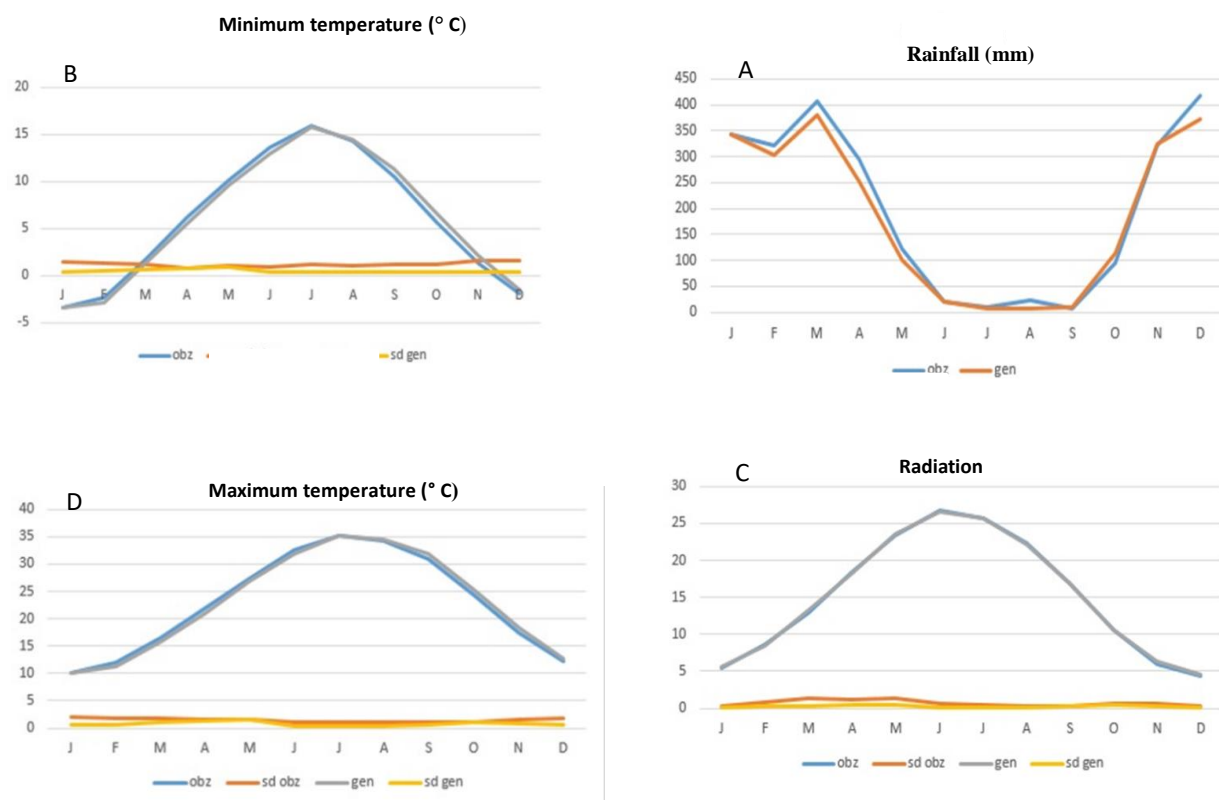 Minimum temperature (° C)
B
20
15
10
5
0
-5
J F M A M J J A S O N D
obz sd gen
Rainfall (mm)
A
450
400
350
300
250
200
150
100
50
0
J F M A M J J A S O N D
obz gen
Maximum temperature (° C)
D
40
35
30
25
20
15
10
5
0
J F M A M J J A S O N D
obz sd obz gen sd gen
Radiation
C
30
25
20
15
10
5
0
J F M A M J J A S O N D
obz sd obz gen sd gen